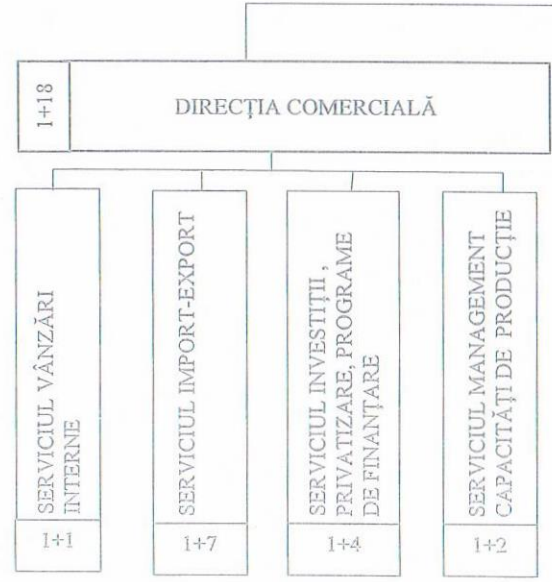 1+18
DIRECȚIA COMERCIALĂ
SERVICIUL VÂNZĂRI
INTERNE
1+1
SERVICIUL IMPORT-EXPORT
1+7
SERVICIUL INVESTIȚII ,
PRIVATIZARE, PROGRAME
DE FINANȚARE
1+4
SERVICIUL MANAGEMENT
CAPACITĂȚI DE PRODUCȚIE
1+2